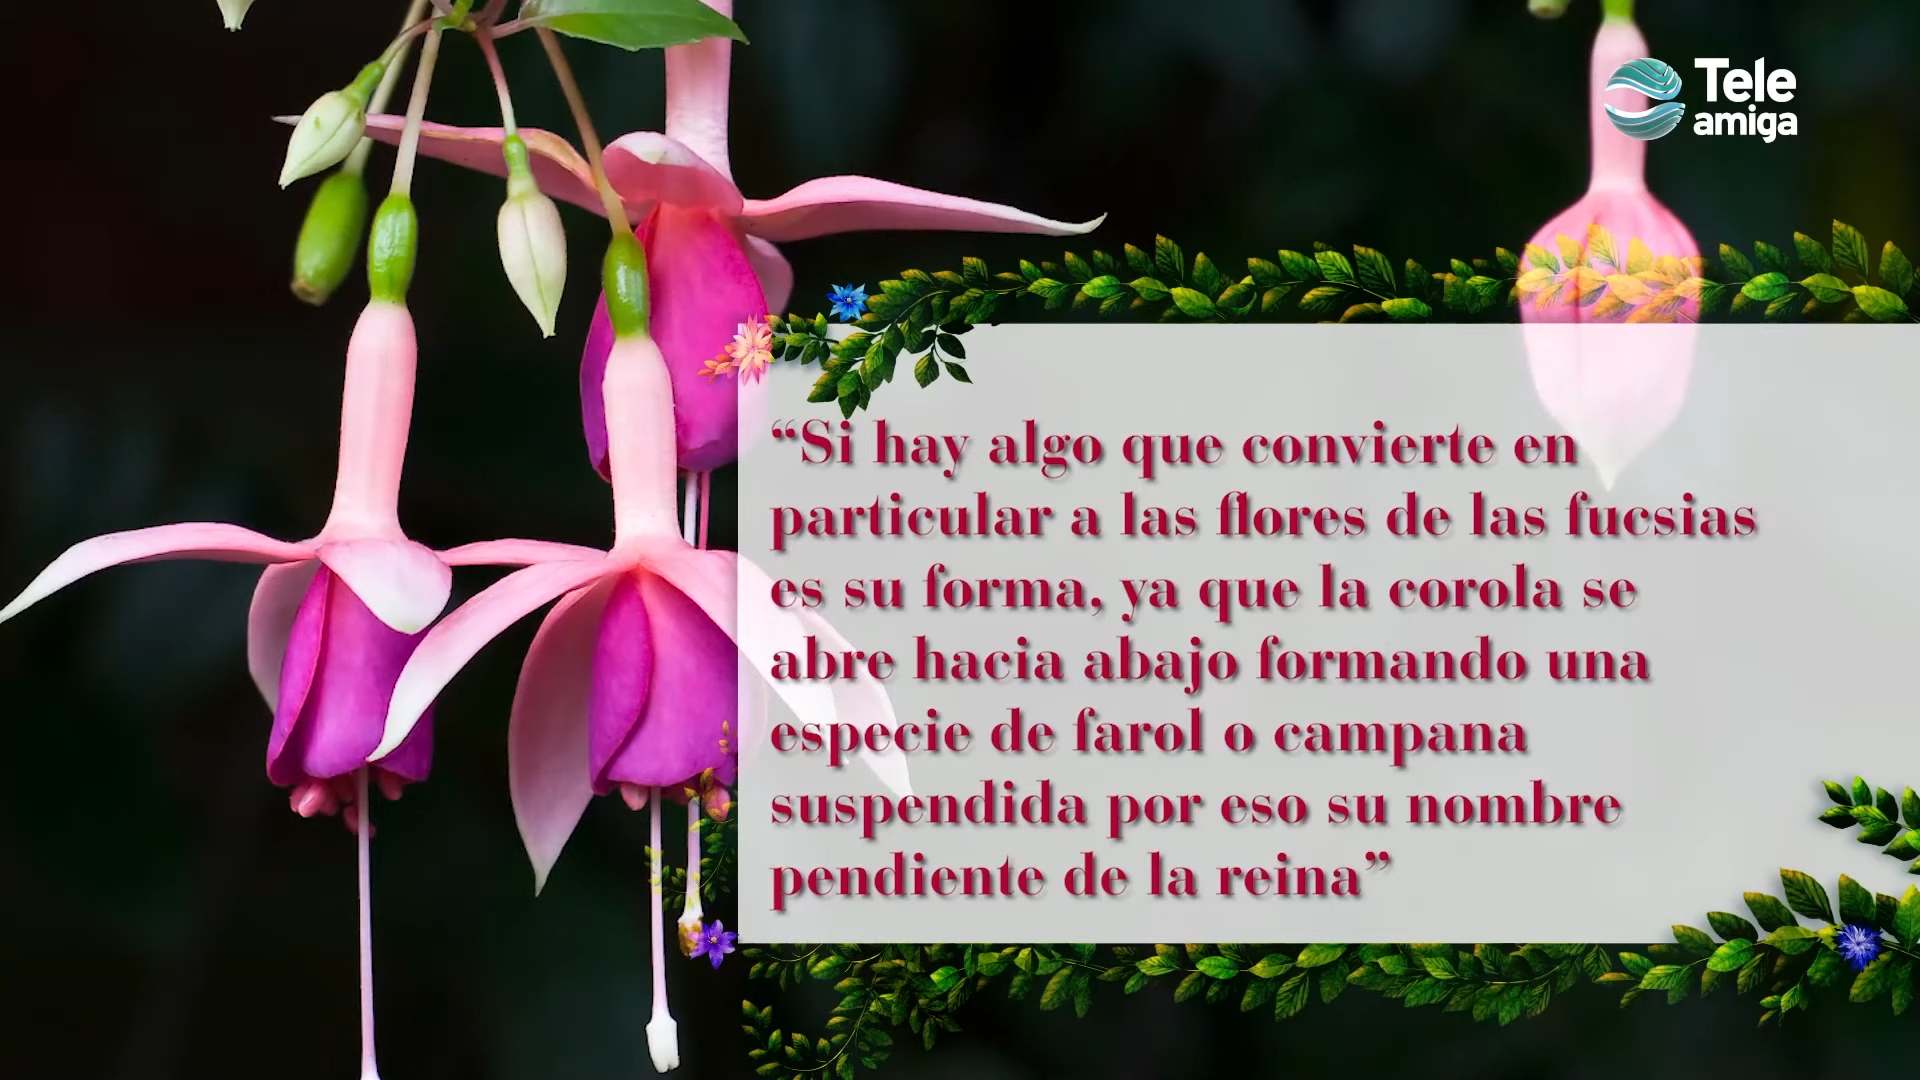 Tele
amiga
“Si hay algo que convierte en
particular a las flores de las fucsias
es su forma, ya que la corola se
abre hacia abajo formando una
especie de farol o campana
suspendida por eso su nombre
pendiente de la reina”